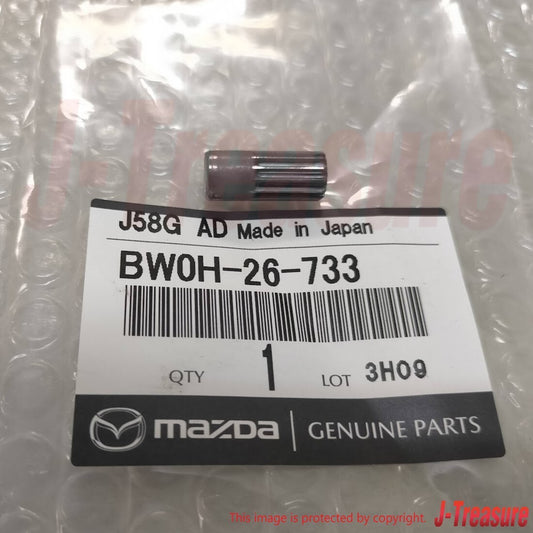 J-Treasure
J58G AD Made in Japan
BW0H-26-733
QTY 1 LOT 3H09
mazda GENUINE PARTS
This image is protected by copyright. J-Treasure